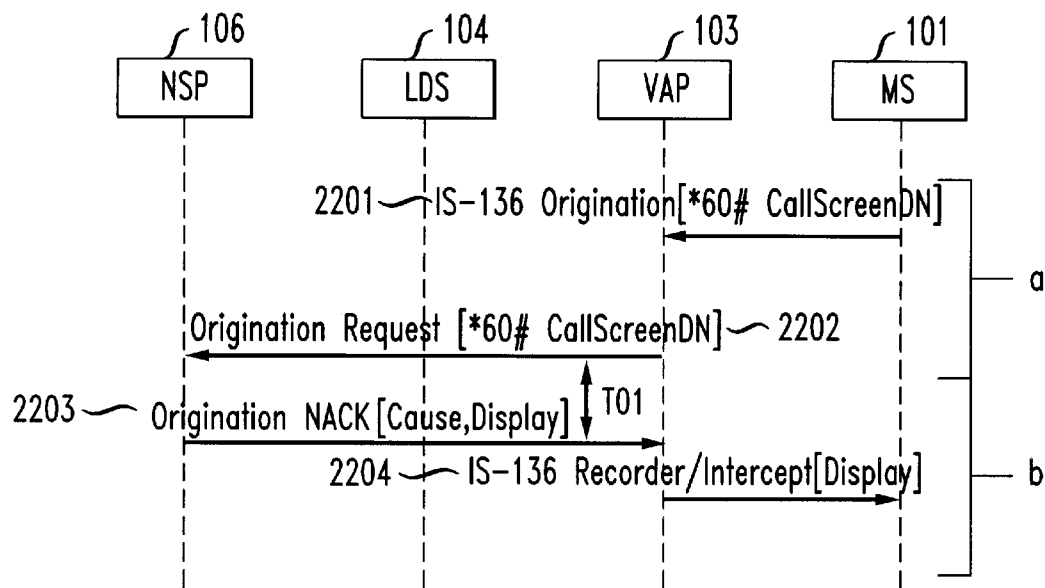 106 104 103 101
NSP LDS VAP MS
2201 IS-136 Origination[*60# CallScreenDN]
a
Origination Request [*60# CallScreenDN] 2202
T01
2203 Origination NACK[Cause,Display]
2204 IS-136 Recorder/Intercept[Display]
b